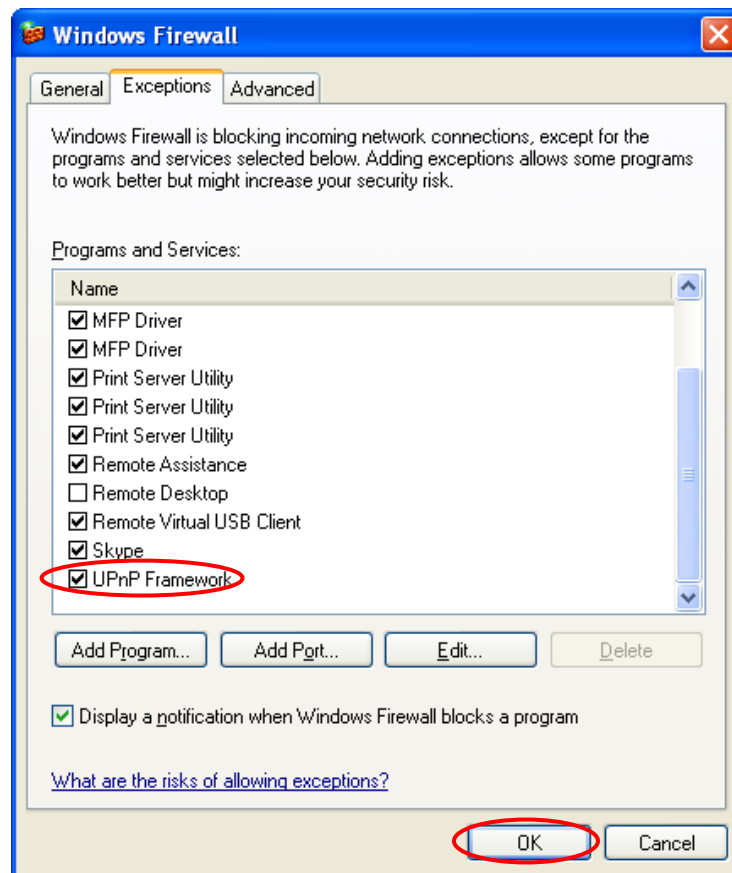 Windows Firewall
General Exceptions Advanced
Windows Firewall is blocking incoming network connections, except for the
programs and services selected below. Adding exceptions allows some programs
to work better but might increase your security risk.
Programs and Services:
Name
MFP Driver
MFP Driver
Print Server Utility
Print Server Utility
Print Server Utility
Remote Assistance
Remote Desktop
Remote Virtual USB Client
Skype
UPnP Framework
Add Program... Add Port... Edit... Delete
Display a notification when Windows Firewall blocks a program
What are the risks of allowing exceptions?
OK Cancel